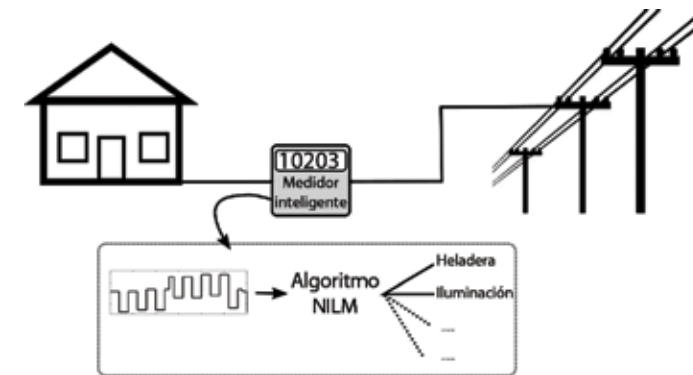 10203
Medidor
inteligente
Algoritmo
NILM
Heladera
Iluminación
....
....